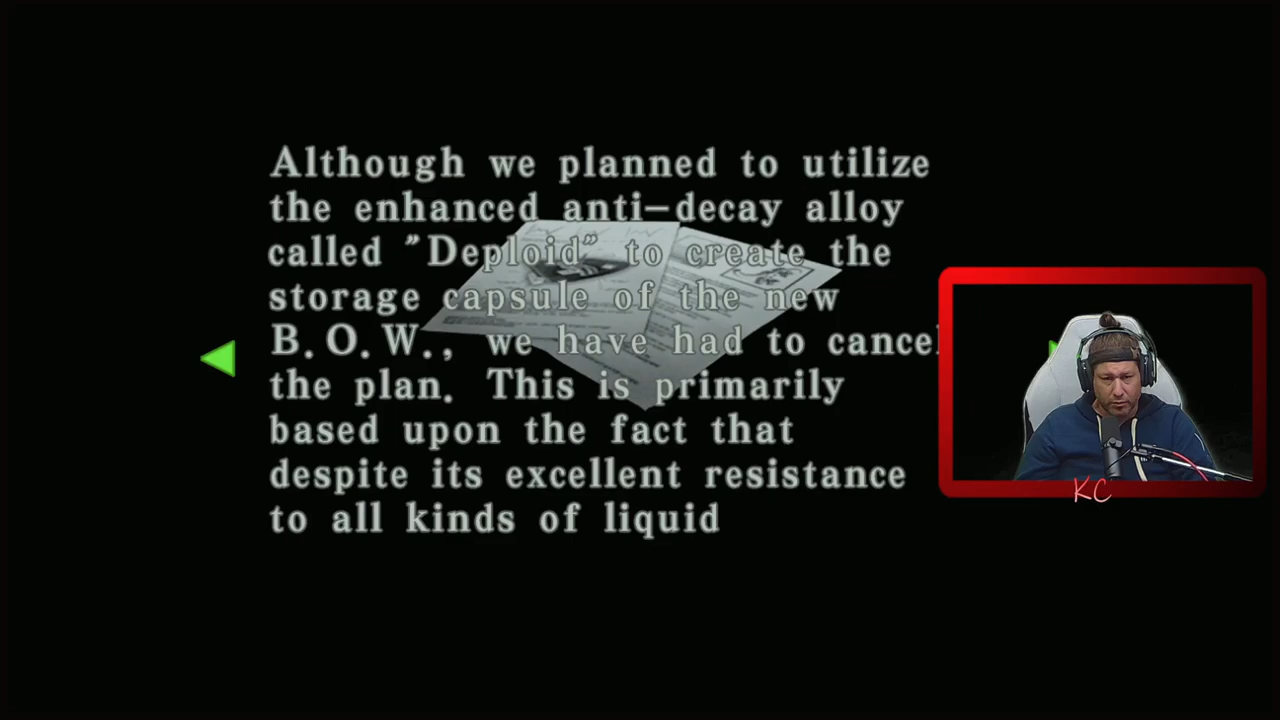 Although we planned to utilize
the enhanced anti-decay alloy
called "Deploid" to create the
storage capsule of the new
B.O.W., we have had to cancel
the plan. This is primarily
based upon the fact that
despite its excellent resistance
to all kinds of liquid
KC